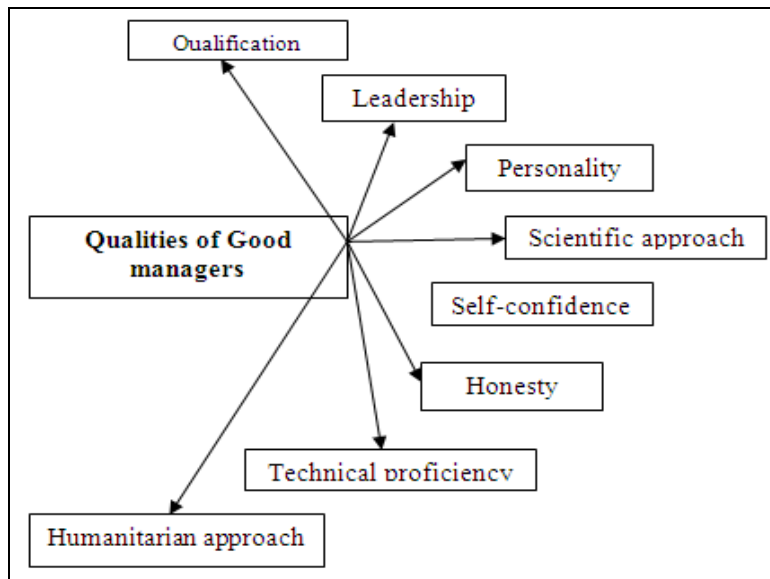 Qualification
Leadership
Personality
Qualities of Good
managers
Scientific approach
Self-confidence
Honesty
Technical proficiency
Humanitarian approach